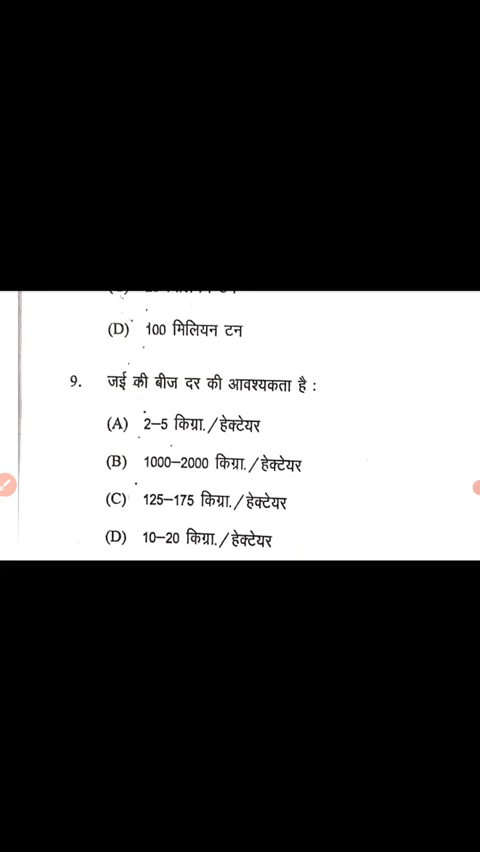 (D) 100 मिलियन टन
9. जई की बीज दर की आवश्यकता है :
(A) 2–5 किग्रा./हेक्टेयर
(B) 1000–2000 किग्रा./हेक्टेयर
(C) 125–175 किग्रा./हेक्टेयर
(D) 10–20 किग्रा./हेक्टेयर